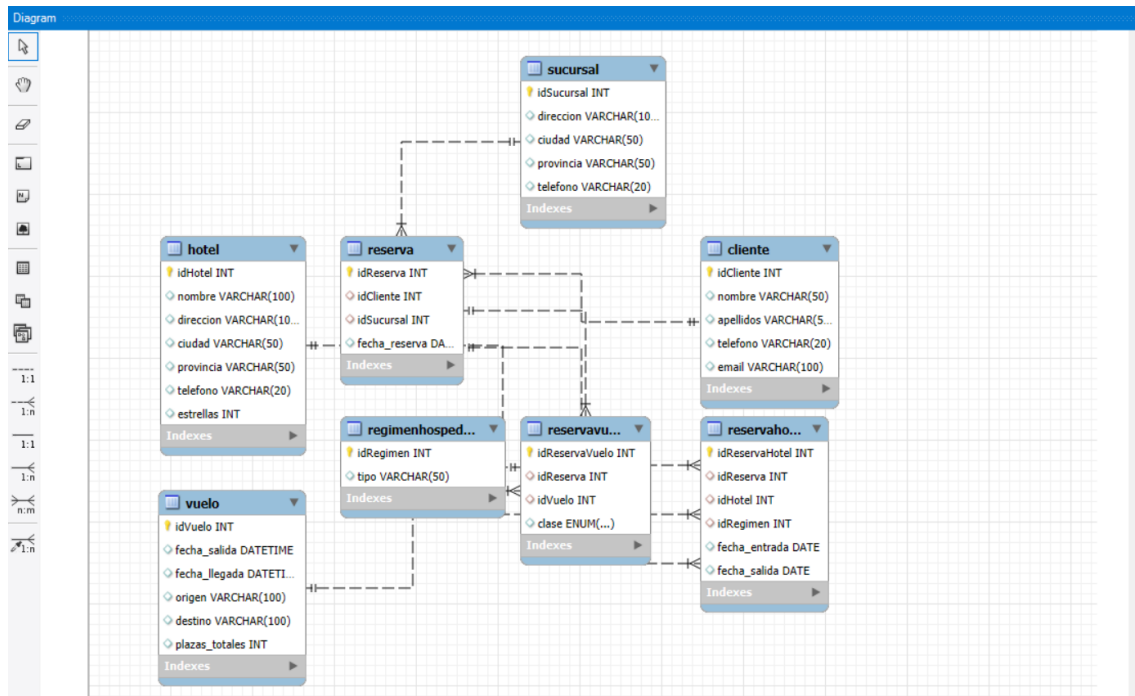 Diagram
sucursal
idSucursal INT
direccion VARCHAR(10...
ciudad VARCHAR(50)
provincia VARCHAR(50)
telefono VARCHAR(20)
Indexes
hotel
idHotel INT
nombre VARCHAR(100)
direccion VARCHAR(10...
ciudad VARCHAR(50)
provincia VARCHAR(50)
telefono VARCHAR(20)
estrellas INT
Indexes
reserva
idReserva INT
idCliente INT
idSucursal INT
fecha_reserva DA...
Indexes
cliente
idCliente INT
nombre VARCHAR(50)
apellidos VARCHAR(5...
telefono VARCHAR(20)
email VARCHAR(100)
Indexes
regimenhosped...
idRegimen INT
tipo VARCHAR(50)
Indexes
reservavu...
idReservaVuelo INT
idReserva INT
idVuelo INT
clase ENUM(...)
Indexes
reservaho...
idReservaHotel INT
idReserva INT
idHotel INT
idRegimen INT
fecha_entrada DATE
fecha_salida DATE
Indexes
vuelo
idVuelo INT
fecha_salida DATETIME
fecha_llegada DATETI...
origen VARCHAR(100)
destino VARCHAR(100)
plazas_totales INT
Indexes
1:1
1:n
1:1
1:n
n:m
1:n